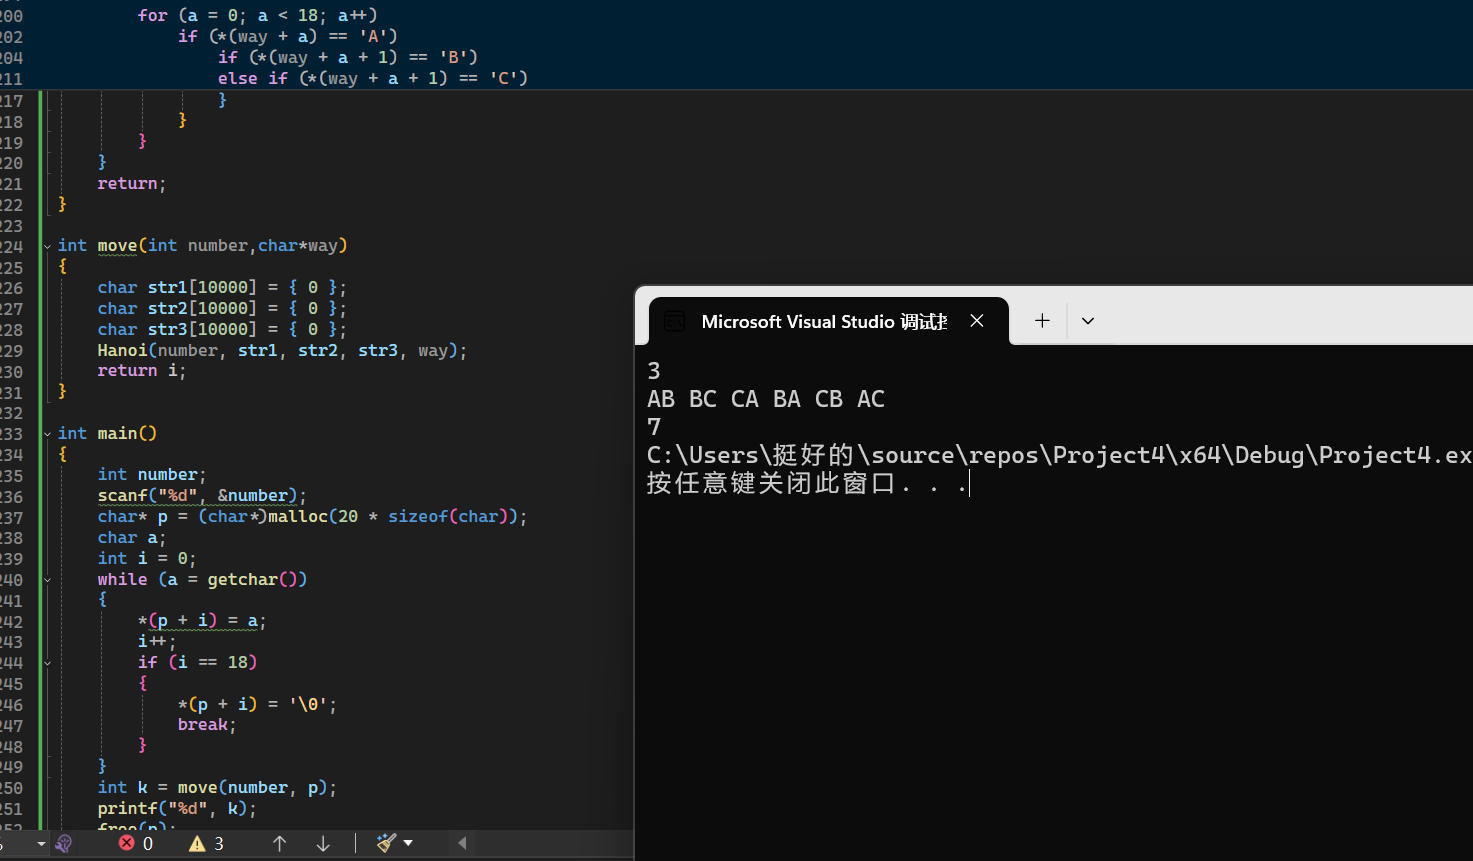 200 for (a = 0; a < 18; a++)
202 if (*(way + a) == 'A')
204 if (*(way + a + 1) == 'B')
211 else if (*(way + a + 1) == 'C')
217 }
218 }
219 }
220 }
221 return;
222 }
223
224 int move(int number,char*way)
225 {
226 char str1[10000] = { 0 };
227 char str2[10000] = { 0 };
228 char str3[10000] = { 0 };
229 Hanoi(number, str1, str2, str3, way);
230 return i;
231 }
232
233 int main()
234 {
235 int number;
236 scanf("%d", &number);
237 char* p = (char*)malloc(20 * sizeof(char));
238 char a;
239 int i = 0;
240 while (a = getchar())
241 {
242 *(p + i) = a;
243 i++;
244 if (i == 18)
245 {
246 *(p + i) = '\0';
247 break;
248 }
249 }
250 int k = move(number, p);
251 printf("%d", k);
252 free(p);
0 3
Microsoft Visual Studio 调试控
3
AB BC CA BA CB AC
7
C:\Users\挺好的\source\repos\Project4\x64\Debug\Project4.ex
按任意键关闭此窗口. . .